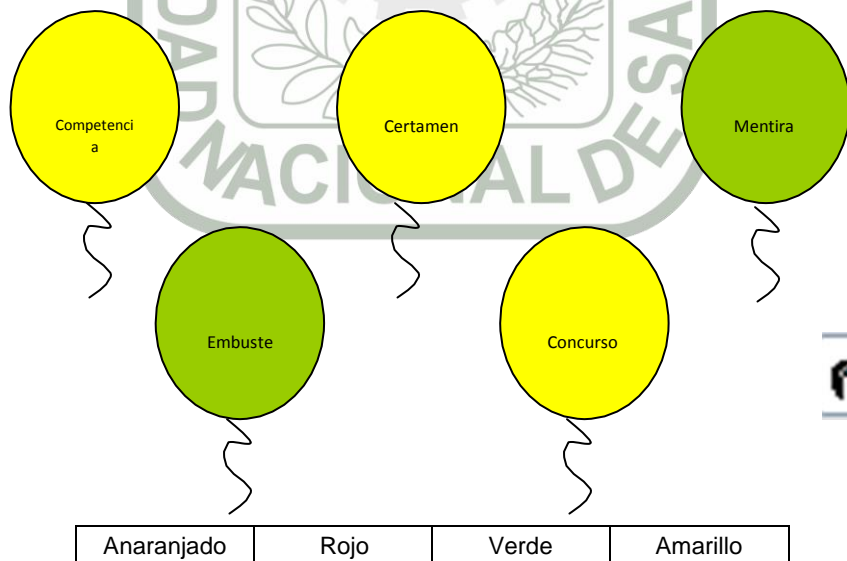 Competenci
a
Certamen
Mentira
Embuste
Concurso
Anaranjado Rojo Verde Amarillo